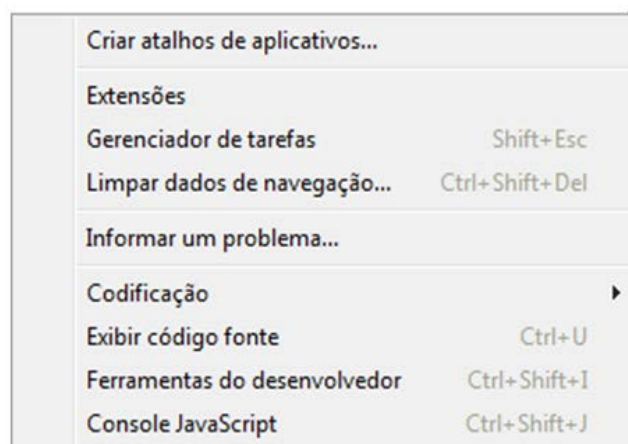 Criar atalhos de aplicativos...
Extensões
Gerenciador de tarefas Shift+Esc
Limpar dados de navegação... Ctrl+Shift+Del
Informar um problema...
Codificação
Exibir código fonte Ctrl+U
Ferramentas do desenvolvedor Ctrl+Shift+I
Console JavaScript Ctrl+Shift+J